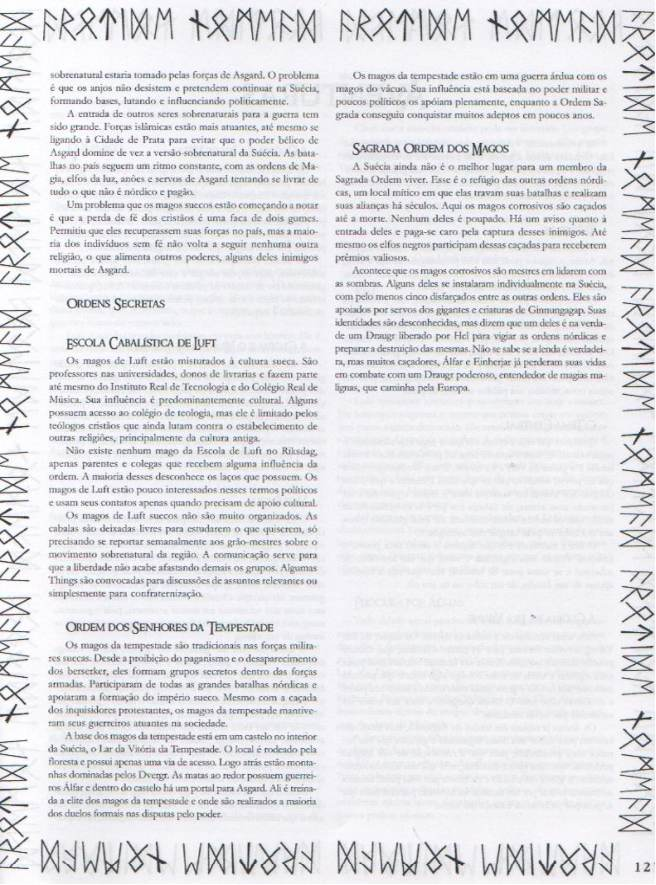 sobrenatural estaria tomado pelas forças de Asgard. O problema
é que os anjos não desistem e pretendem continuar na Suécia,
formando bases, lutando e influenciando politicamente.
A entrada de outros seres sobrenaturais para a guerra tem
sido grande. Forças islâmicas estão mais atuantes, até mesmo se
ligando à Cidade de Prata para evitar que o poder bélico de
Asgard domine de vez a versão sobrenatural da Suécia. As bata-
lhas no país seguem um ritmo constante, com as ordens de Ma-
gia, elfos da luz, anões e servos de Asgard tentando se livrar de
tudo o que não é nórdico e pagão.
Um problema que os magos suecos estão começando a notar
é que a perda de fé dos cristãos é uma faca de dois gumes.
Permitiu que eles recuperassem suas forças no país, mas a maio-
ria dos indivíduos sem fé não volta a seguir nenhuma outra
religião, o que alimenta outros poderes, alguns deles inimigos
mortais de Asgard.
Ordens Secretas
Escola Cabalística de Luft
Os magos de Luft estão misturados à cultura sueca. São
professores nas universidades, donos de livrarias e fazem parte
até mesmo do Instituto Real de Tecnologia e do Colégio Real de
Música. Sua influência é predominantemente cultural. Alguns
possuem acesso ao colégio de teologia, mas ele é limitado pelos
teólogos cristãos que ainda lutam contra o estabelecimento de
outras religiões, principalmente da cultura antiga.
Não existe nenhum mago da Escola de Luft no Riksdag,
apenas parentes e colegas que recebem alguma influência da
ordem. A maioria desses desconhece os laços que possuem. Os
magos de Luft estão pouco interessados nesses termos políticos
e usam seus contatos apenas quando precisam de apoio cultural.
Os magos de Luft suecos não são muito organizados. As
cabalas são deixadas livres para estudarem o que quiserem, só
precisando se reportar semanalmente aos grão-mestres sobre o
movimento sobrenatural da região. A comunicação serve para
que a liberdade não acabe afastando demais os grupos. Algumas
Things são convocadas para discussões de assuntos relevantes ou
simplesmente para confraternização.
Ordem dos Senhores da Tempestade
Os magos da tempestade são tradicionais nas forças milita-
res suecas. Desde a proibição do paganismo e o desaparecimento
dos berserker, eles formam grupos secretos dentro das forças
armadas. Participaram de todas as grandes batalhas nórdicas e
apoiaram a formação do império sueco. Mesmo com a caçada
dos inquisidores protestantes, os magos da tempestade mantive-
ram seus guerreiros atuantes na sociedade.
A base dos magos da tempestade está em um castelo no interior
da Suécia, o Lar da Vitória da Tempestade. O local é rodeado pela
floresta e possui apenas uma via de acesso. Logo atrás estão monta-
nhas dominadas pelos Dvergr. As matas ao redor possuem guerrei-
ros Álfar e dentro do castelo há um portal para Asgard. Ali é treina-
da a elite dos magos da tempestade e onde são realizados a maioria
dos duelos formais nas disputas pelo poder.
Os magos da tempestade estão em uma guerra árdua com os
magos do vácuo. Sua influência está baseada no poder militar e
poucos políticos os apóiam plenamente, enquanto a Ordem Sa-
grada conseguiu conquistar muitos adeptos em poucos anos.
Sagrada Ordem dos Magos
A Suécia ainda não é o melhor lugar para um membro da
Sagrada Ordem viver. Esse é o refúgio das outras ordens nórdi-
cas, um local mítico em que elas travam suas batalhas e realizam
suas alianças há séculos. Aqui os magos corrosivos são caçados
até a morte. Nenhum deles é poupado. Há um aviso quanto à
entrada deles e paga-se caro pela captura desses inimigos. Até
mesmo os elfos negros participam dessas caçadas para receberem
prêmios valiosos.
Acontece que os magos corrosivos são mestres em lidarem com
as sombras. Alguns deles se instalaram individualmente na Suécia,
com pelo menos cinco disfarçados entre as outras ordens. Eles são
apoiados por servos dos gigantes e criaturas de Ginnungagap. Suas
identidades são desconhecidas, mas dizem que um deles é na verda-
de um Draugr liberado por Hel para vigiar as ordens nórdicas e
preparar a destruição das mesmas. Não se sabe se a lenda é verdadei-
ra, mas muitos caçadores, Álfar e Einherjar já perderam suas vidas
em combate com um Draugr poderoso, entendedor de magias ma-
lignas, que caminha pela Europa.